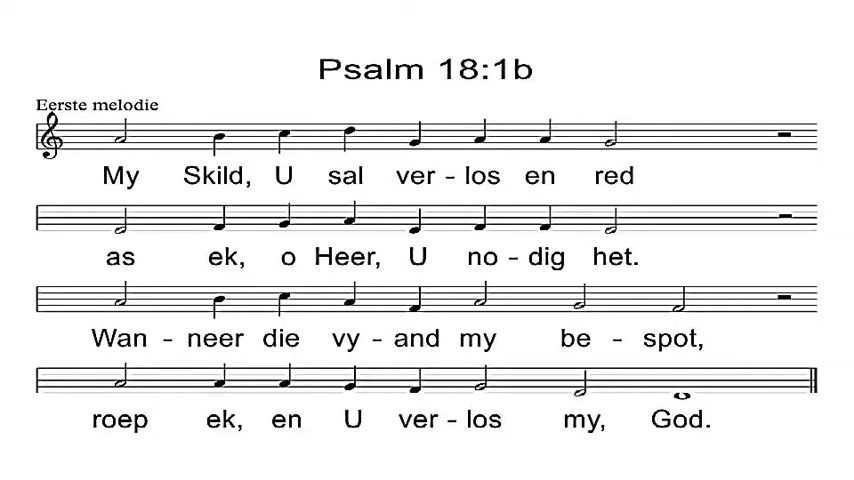 Psalm 18:1b
Eerste melodie
My Skild, U sal ver - los en red
as ek, o Heer, U no - dig het.
Wan - neer die vy - and my be - spot,
roep ek, en U ver - los my, God.